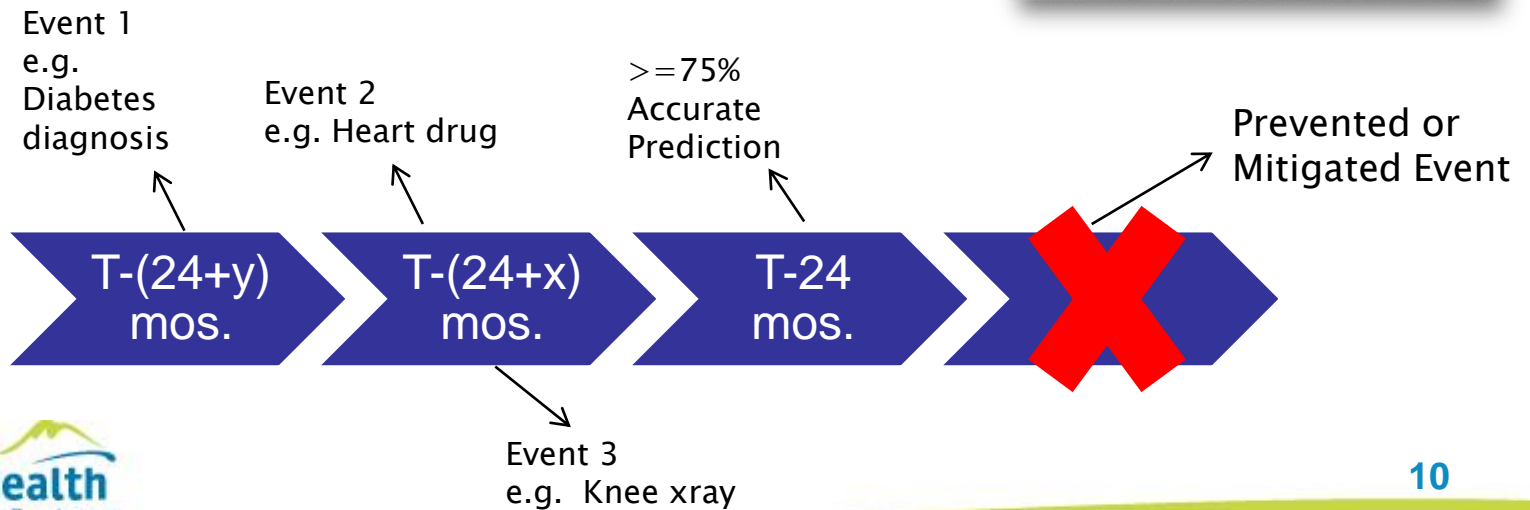 Event 1
e.g.
Diabetes
diagnosis
Event 2
e.g. Heart drug
>=75%
Accurate
Prediction
Prevented or
Mitigated Event
T-(24+y)
mos.
T-(24+x)
mos.
T-24
mos.
Event 3
e.g. Knee xray
ealth
10